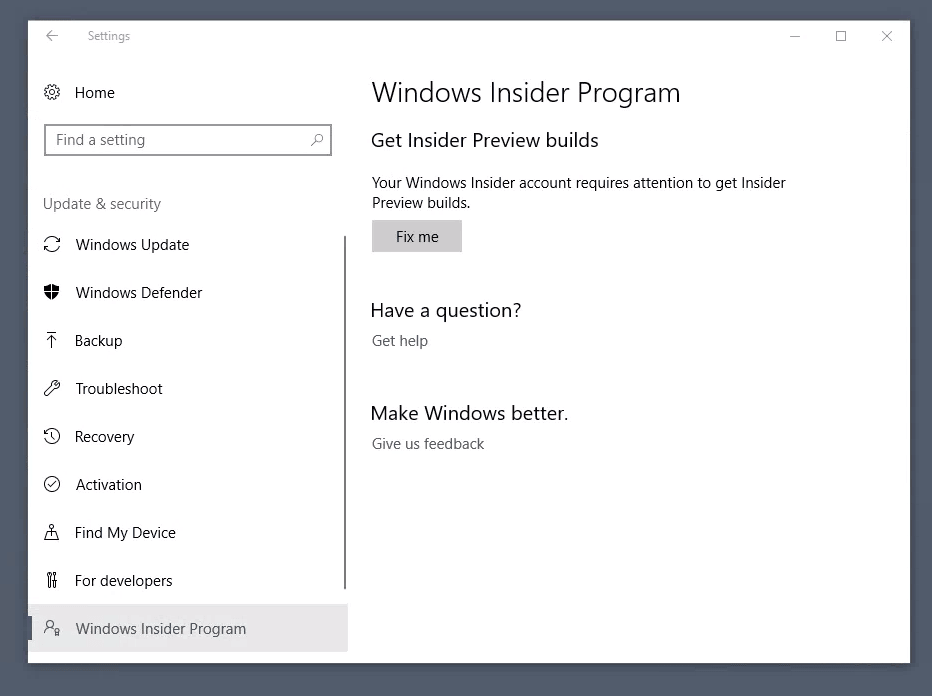 Settings
Home
Find a setting
Update & security
Windows Update
Windows Defender
Backup
Troubleshoot
Recovery
Activation
Find My Device
For developers
Windows Insider Program
Windows Insider Program
Get Insider Preview builds
Your Windows Insider account requires attention to get Insider
Preview builds.
Fix me
Have a question?
Get help
Make Windows better.
Give us feedback